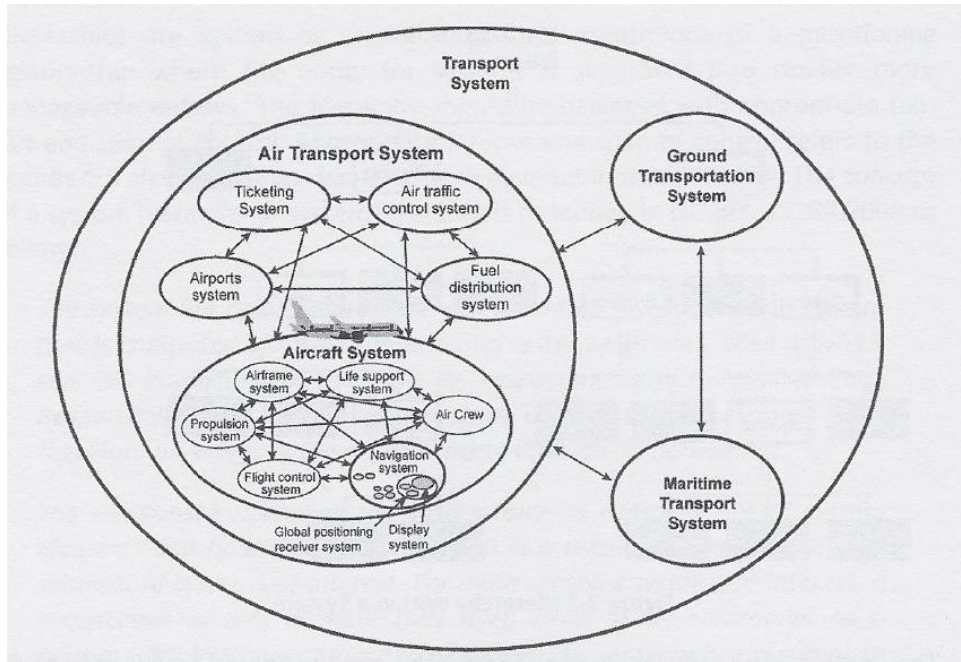 Transport
System
Air Transport System
Ground
Transportation
System
Ticketing
System
Air traffic
control system
Airports
system
Fuel
distribution
system
Aircraft System
Airframe
system
Life support
system
Propulsion
system
Air Crew
Navigation
system
Flight control
system
Global positioning
receiver system
Display
system
Maritime
Transport
System